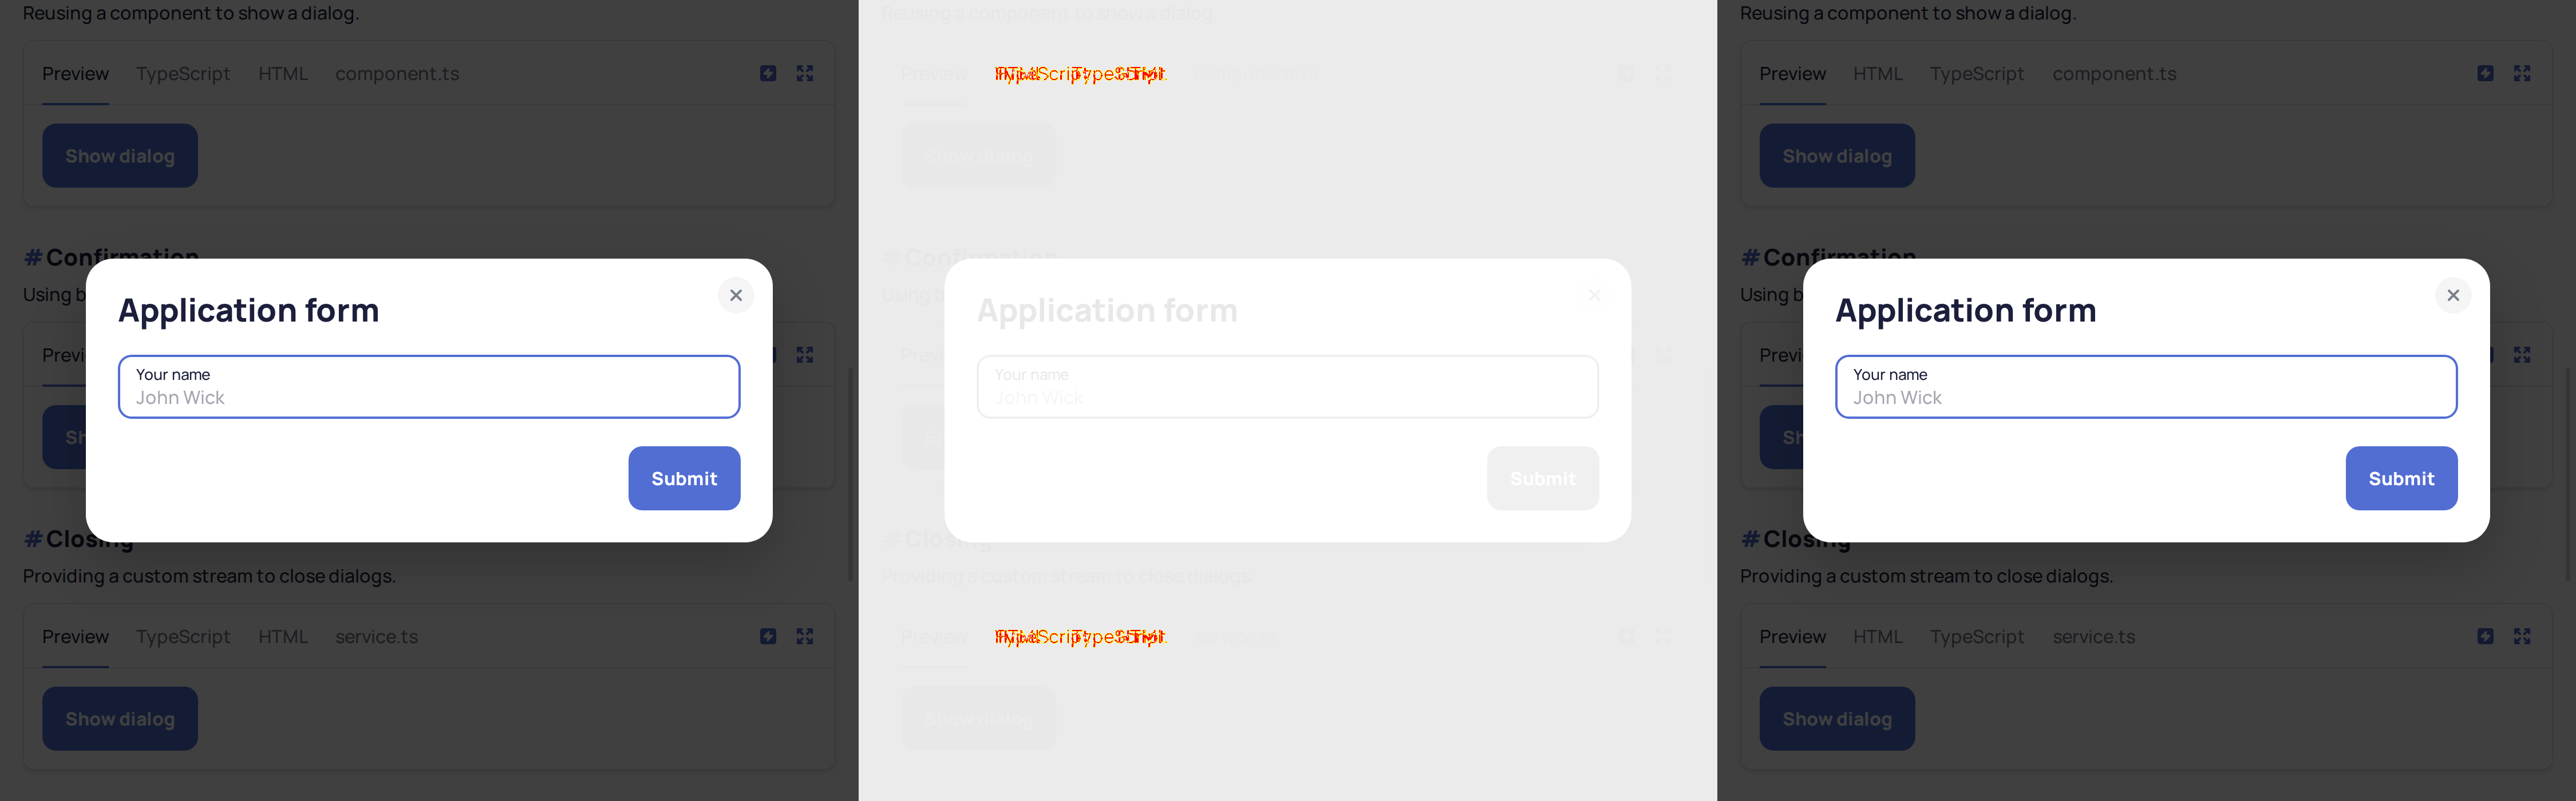 Reusing a component to show a dialog.
Preview TypeScript HTML component.ts
Show dialog
#Confirmation
Using b
Application form
Previ
Your name
John Wick
Sh
Submit
#Closing
Providing a custom stream to close dialogs.
Preview TypeScript HTML service.ts
Show dialog
Reusing a component to show a dialog.
Preview component.ts
Show dialog
#Confirmation
Using b
Application form
Previ
Your name
John Wick
Submit
#Closing
Providing a custom stream to close dialogs.
Preview
Show dialog
Reusing a component to show a dialog.
Preview HTML TypeScript component.ts
Show dialog
#Confirmation
Using b
Application form
Previ
Your name
John Wick
Sh
Submit
#Closing
Providing a custom stream to close dialogs.
Preview HTML TypeScript service.ts
Show dialog